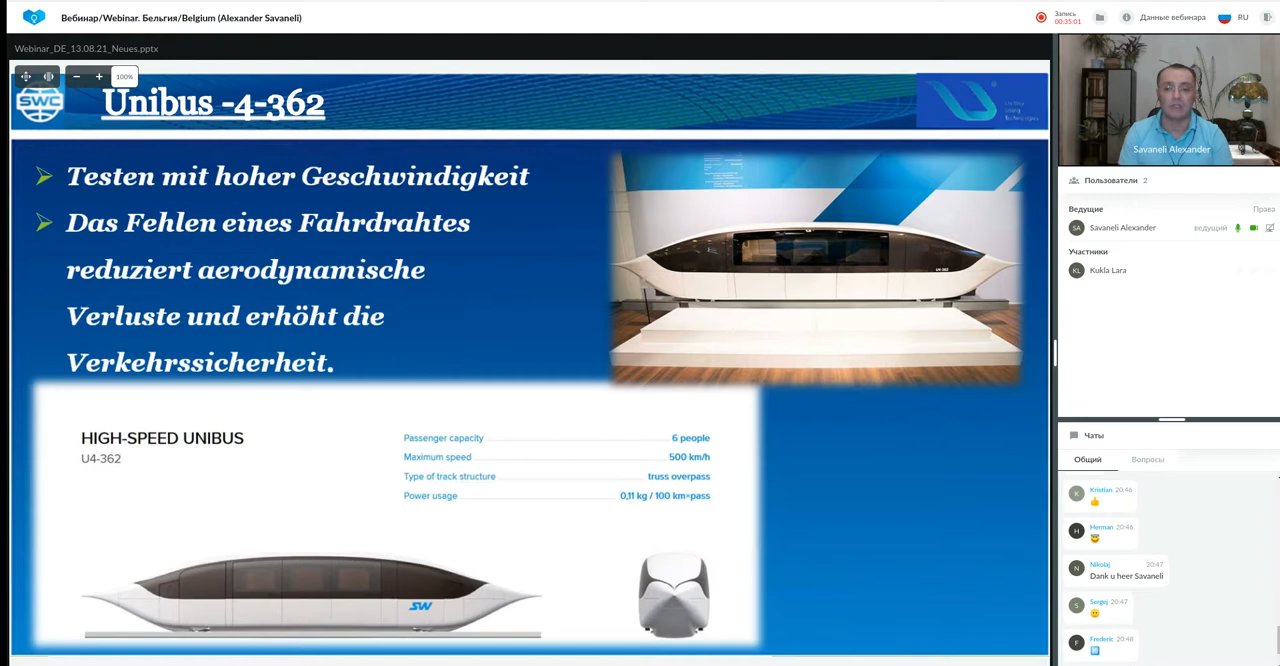 Вебинар/Webinar. Бельгия/Belgium (Alexander Savaneli)
Запись
00:35:01
Данные вебинара
RU
Webinar_DE_13.08.21_Neues.pptx
100%
SWC
Unibus -4-362
Unitsky
String
Technologies
Testen mit hoher Geschwindigkeit
Das Fehlen eines Fahrdrahtes
reduziert aerodynamische
Verluste und erhöht die
Verkehrssicherheit.
U4-362
HIGH-SPEED UNIBUS
U4-362
Passenger capacity 6 people
Maximum speed 500 km/h
Type of track structure truss overpass
Power usage 0,11 kg / 100 km×pass
SW
Savaneli Alexander
Пользователи 2
Ведущие Права
SA Savaneli Alexander ведущий
Участники
KL Kukla Lara
Чаты
Общий Вопросы
K Kristian 20:46
👍
H Herman 20:46
😇
N Nikolaj 20:47
Dank u heer Savaneli
S Sergej 20:47
🙂
F Frederic 20:48